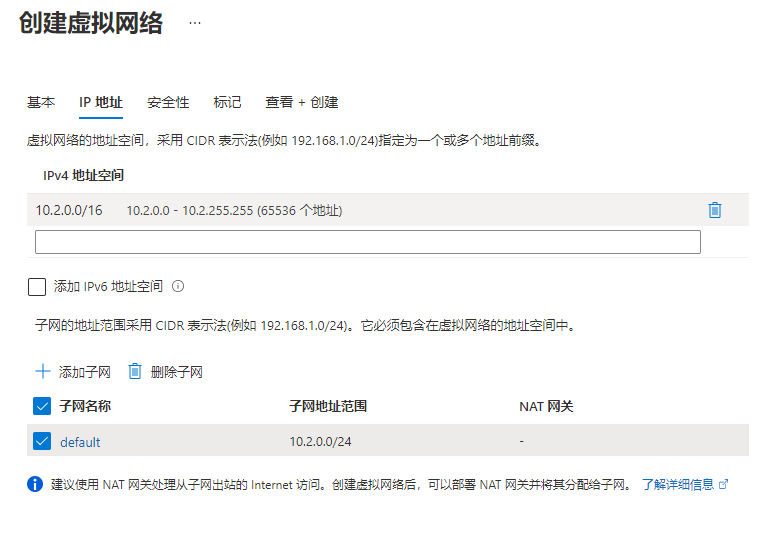 创建虚拟网络 ...
基本 IP 地址 安全性 标记 查看 + 创建
虚拟网络的地址空间，采用 CIDR 表示法(例如 192.168.1.0/24)指定为一个或多个地址前缀。
IPv4 地址空间
10.2.0.0/16 10.2.0.0 - 10.2.255.255 (65536 个地址)
添加 IPv6 地址空间
子网的地址范围采用 CIDR 表示法(例如 192.168.1.0/24)。它必须包含在虚拟网络的地址空间中。
添加子网 删除子网
子网名称 子网地址范围 NAT 网关
default 10.2.0.0/24 -
建议使用 NAT 网关处理从子网出站的 Internet 访问。创建虚拟网络后，可以部署 NAT 网关并将其分配给子网。 了解详细信息